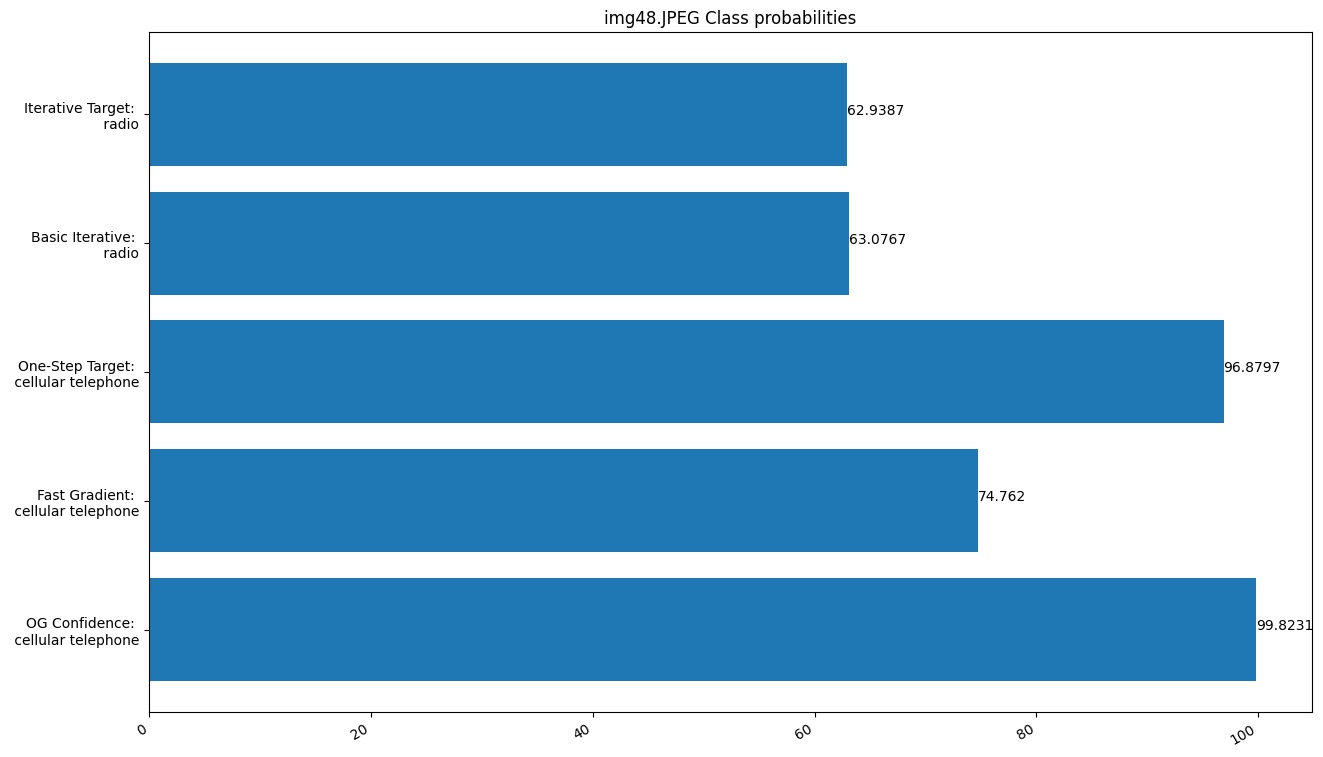 img48.JPEG Class probabilities
Iterative Target:
radio
62.9387
Basic Iterative:
radio
63.0767
One-Step Target:
cellular telephone
96.8797
Fast Gradient:
cellular telephone
74.762
OG Confidence:
cellular telephone
99.8231
0
20
40
60
80
100